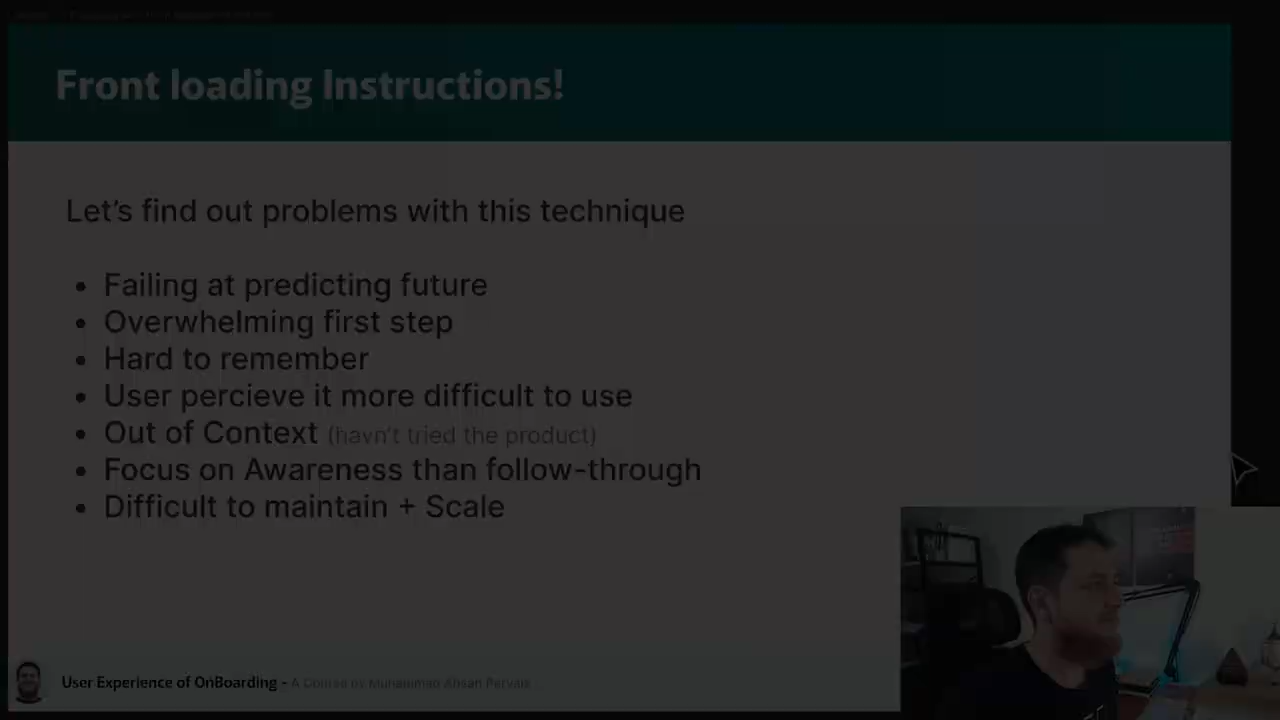 Front loading Instructions!
Let's find out problems with this technique
• Failing at predicting future
• Overwhelming first step
• Hard to remember
• User percieve it more difficult to use
• Out of Context (havn't tried the product)
• Focus on Awareness than follow-through
• Difficult to maintain + Scale
User Experience of OnBoarding - A Course by Muhammad Ahsan Pervaiz